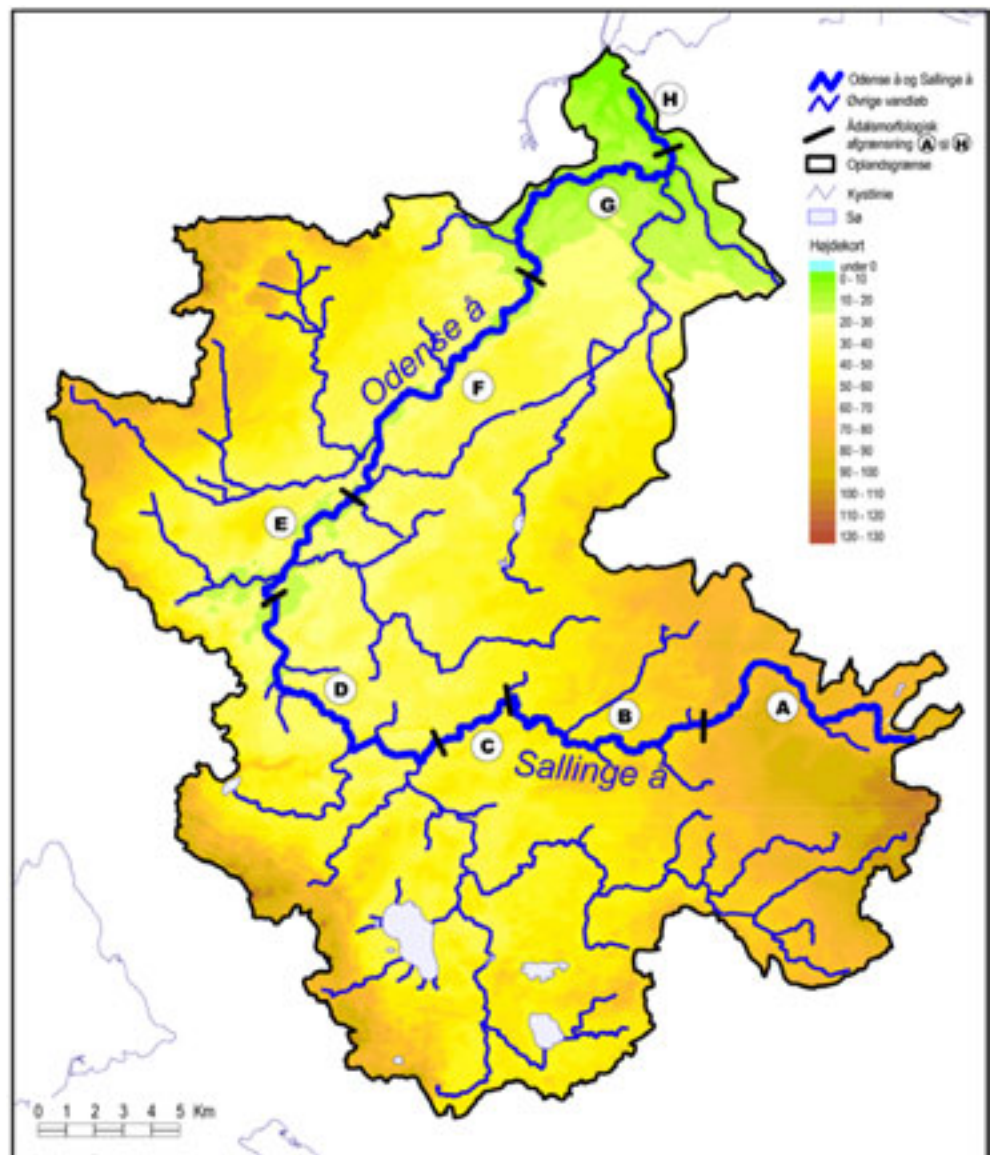 Odense å og Sallinge å
Øvrige vandløb
Ådalsmorfologisk
afgrænsning A til H
Oplandsgrænse
Kystlinie
Sø
Højdekort
under 0
0 - 10
10 - 20
20 - 30
30 - 40
40 - 50
50 - 60
60 - 70
70 - 80
80 - 90
90 - 100
100 - 110
110 - 120
120 - 130
H
G
Odense å
F
E
D
C
B
A
Sallinge å
0 1 2 3 4 5 Km